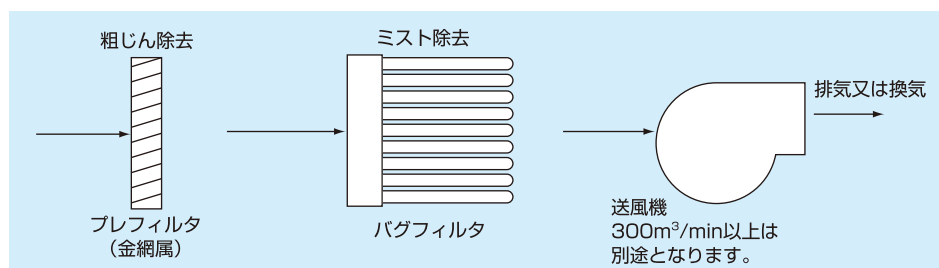 粗じん除去
プレフィルタ
（金網属）
ミスト除去
バグフィルタ
送風機
300m³/min以上は
別途となります。
排気又は換気